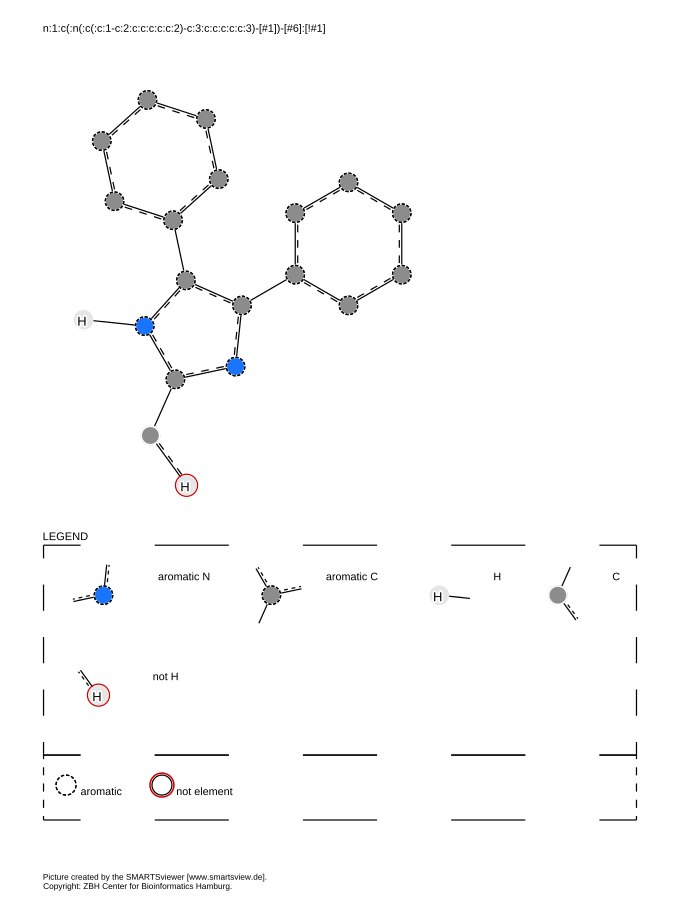 n:1:c(:n(:c(:c:1-c:2:c:c:c:c:c:2)-c:3:c:c:c:c:c:3)-[#1])-[#6]:[!#1]
H
H
LEGEND
aromatic N
aromatic C
H
H
C
H
not H
aromatic
not element
Picture created by the SMARTSviewer [www.smartsview.de].
Copyright: ZBH Center for Bioinformatics Hamburg.